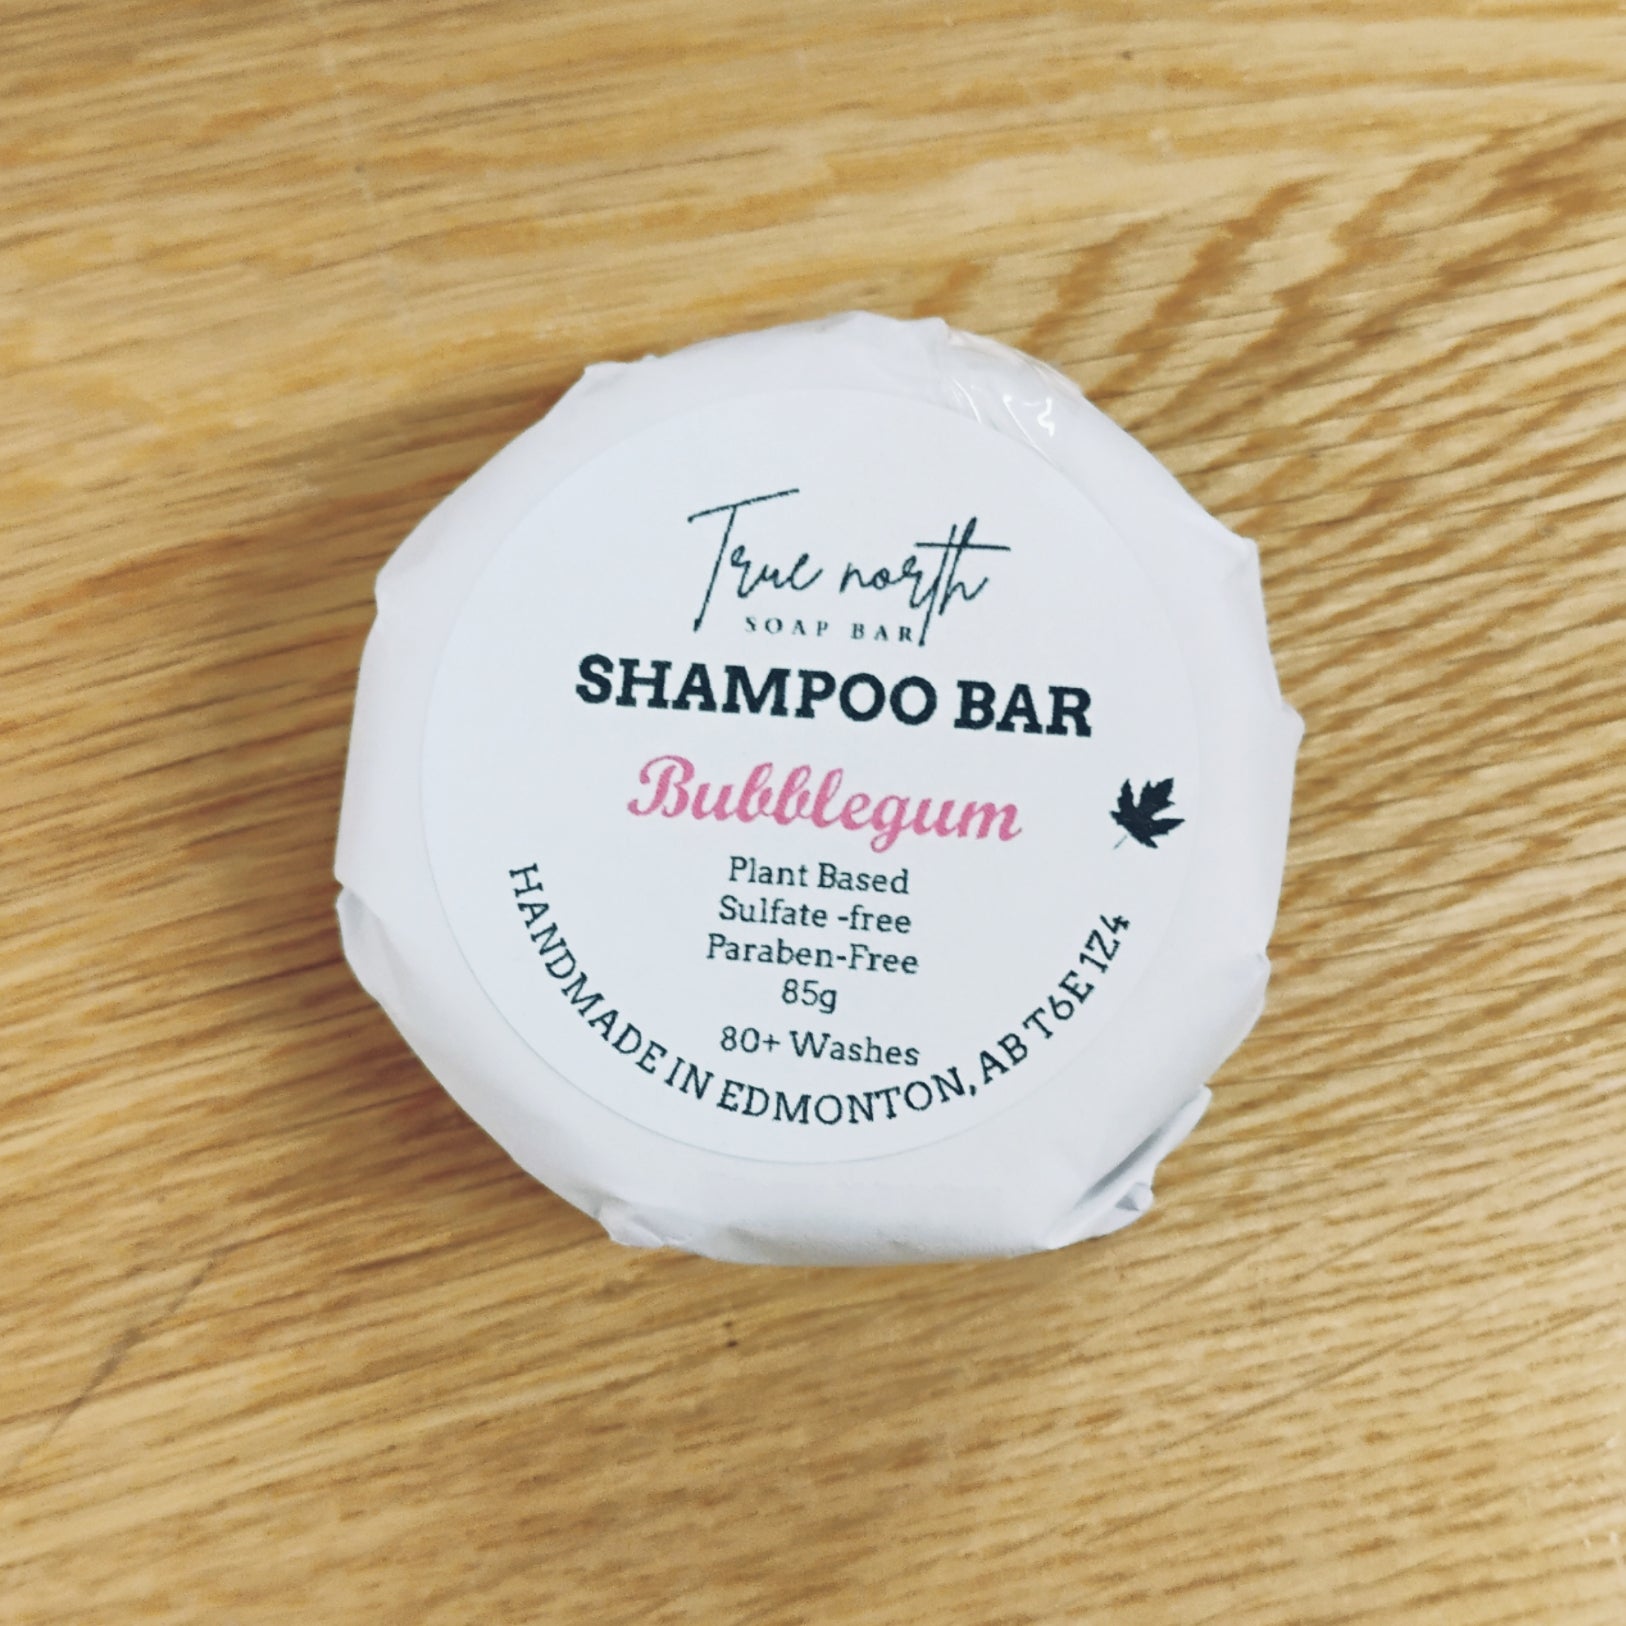 True north
SOAP BAR
SHAMPOO BAR
Bubblegum
Plant Based
Sulfate -free
Paraben-Free
85g
80+ Washes
HANDMADE IN EDMONTON, AB T6E 1Z4